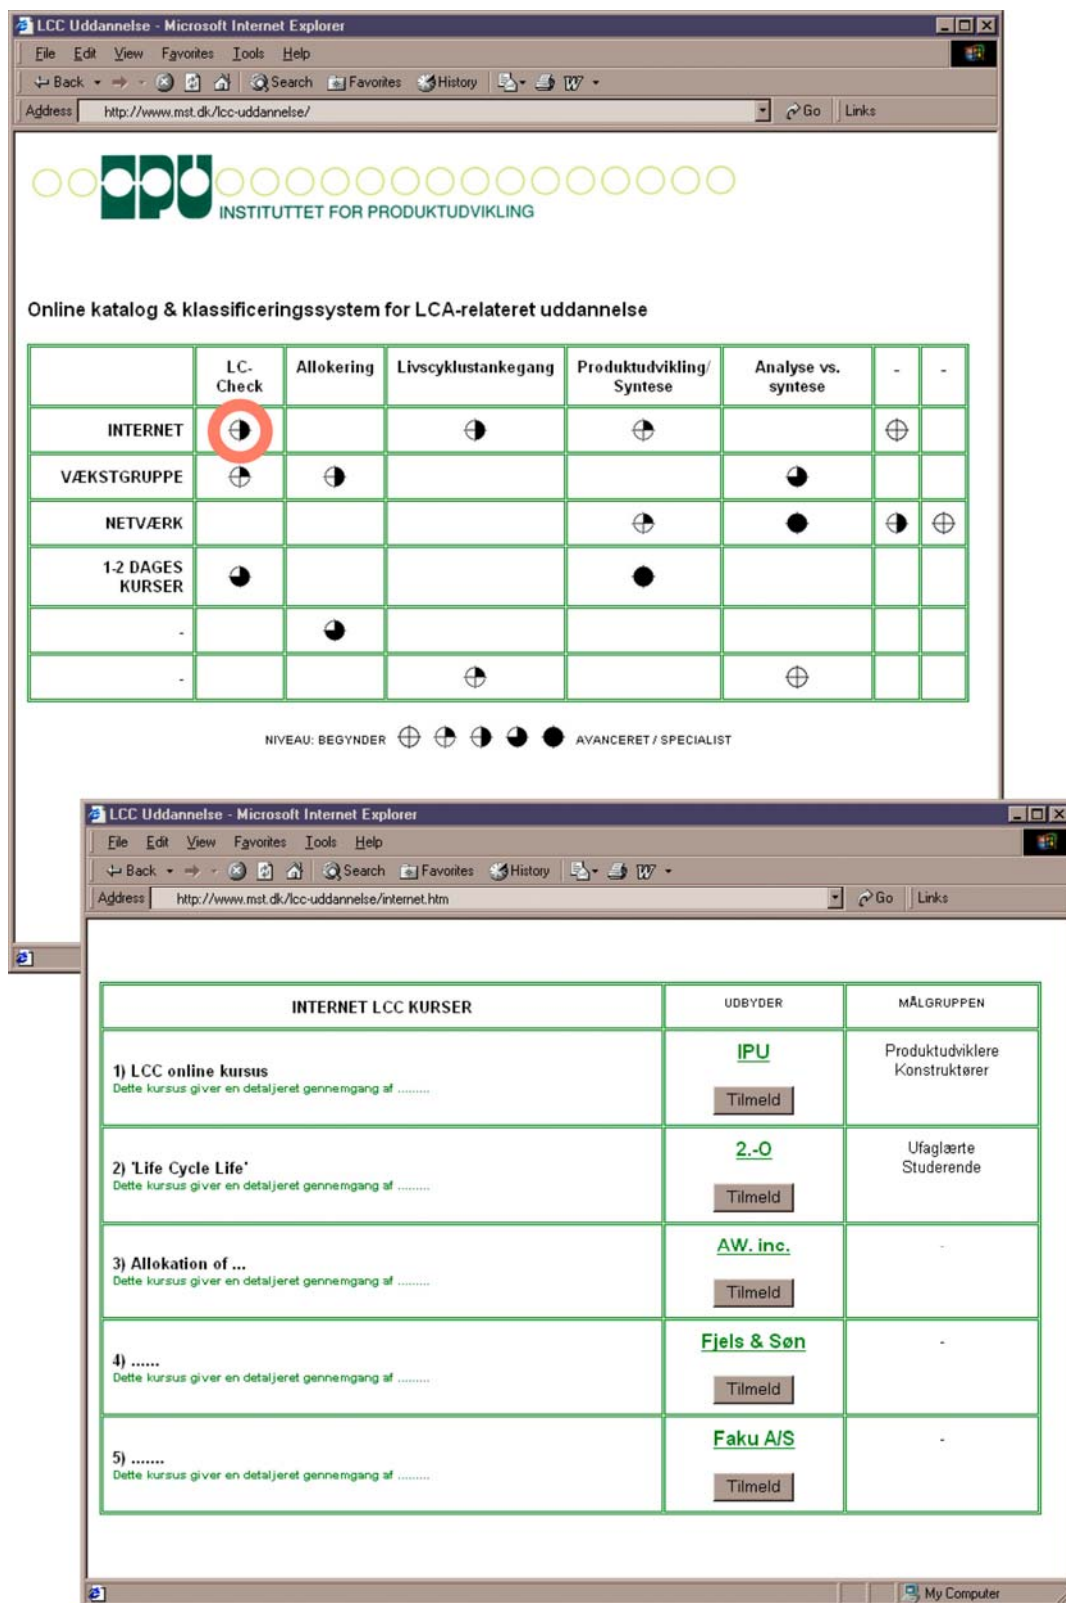 LCC Uddannelse - Microsoft Internet Explorer
File Edit View Favorites Tools Help
Back Search Favorites History
Address http://www.mst.dk/lcc-uddannelse/ Go Links
IPU
INSTITUTTET FOR PRODUKTUDVIKLING
Online katalog & klassificeringssystem for LCA-relateret uddannelse
LC-
Check
Allokering
Livscyklustankegang
Produktudvikling/
Syntese
Analyse vs.
syntese
-
-
INTERNET
VÆKSTGRUPPE
NETVÆRK
1-2 DAGES
KURSER
-
-
NIVEAU: BEGYNDER AVANCERET / SPECIALIST
LCC Uddannelse - Microsoft Internet Explorer
File Edit View Favorites Tools Help
Back Search Favorites History
Address http://www.mst.dk/lcc-uddannelse/internet.htm Go Links
INTERNET LCC KURSER UDBYDER MÅLGRUPPEN
1) LCC online kursus
Dette kursus giver en detaljeret gennemgang af .........
IPU
Tilmeld
Produktudviklere
Konstruktører
2) 'Life Cycle Life'
Dette kursus giver en detaljeret gennemgang af .........
2.-O
Tilmeld
Ufaglærte
Studerende
3) Allokation of ...
Dette kursus giver en detaljeret gennemgang af .........
AW. inc.
Tilmeld
-
4) ......
Dette kursus giver en detaljeret gennemgang af .........
Fjels & Søn
Tilmeld
-
5) .......
Dette kursus giver en detaljeret gennemgang af .........
Faku A/S
Tilmeld
-
My Computer